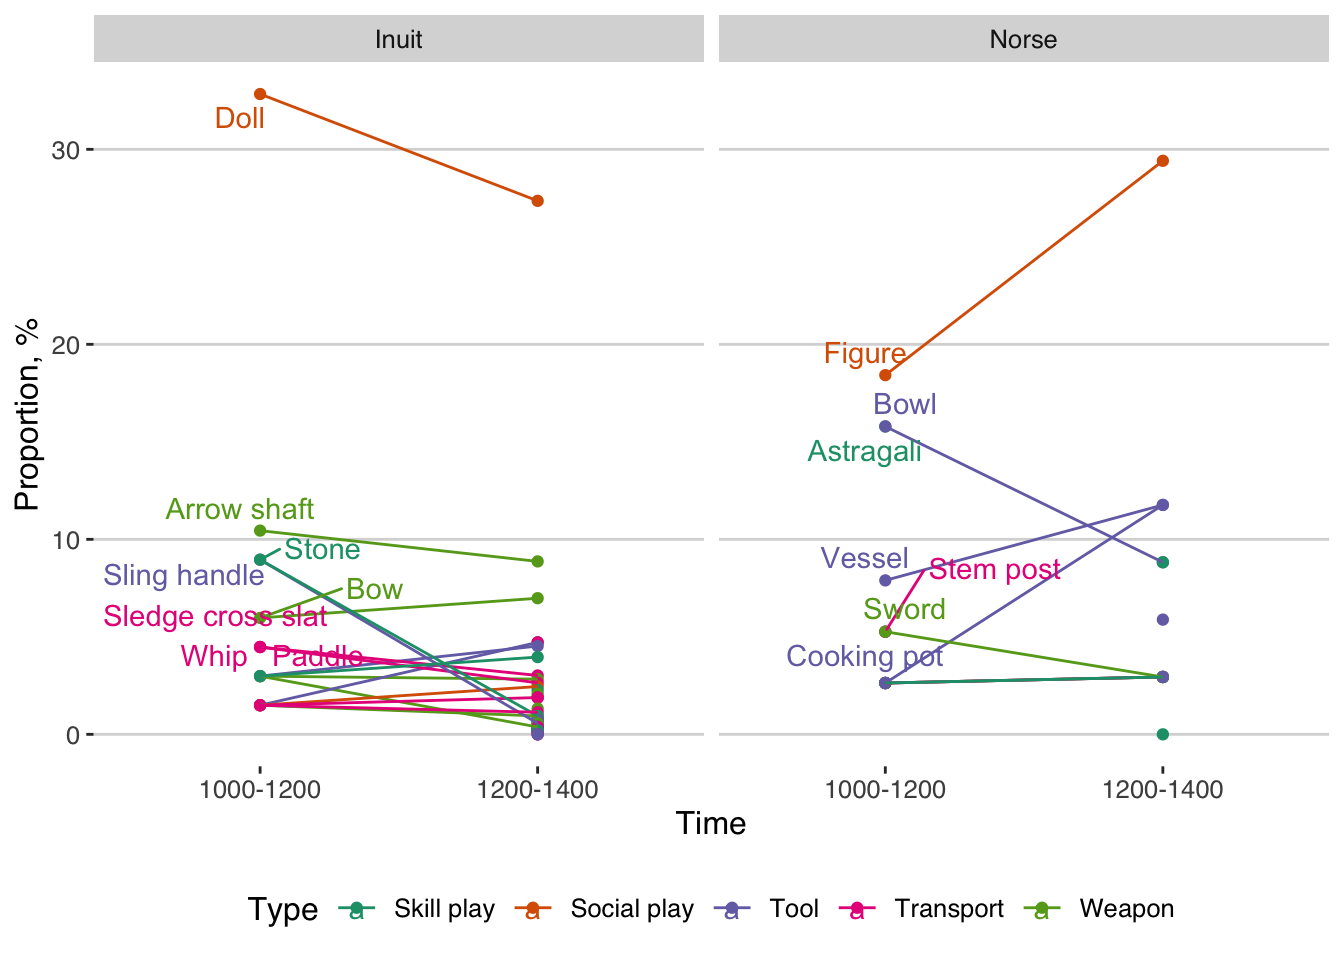 Inuit
Norse
Proportion, %
30
20
10
0
Doll
Arrow shaft
Stone
Sling handle
Bow
Sledge cross slat
Whip
Paddle
Figure
Bowl
Astragali
Vessel
Stem post
Sword
Cooking pot
1000-1200
1200-1400
1000-1200
1200-1400
Time
Type
a Skill play
a Social play
a Tool
a Transport
a Weapon